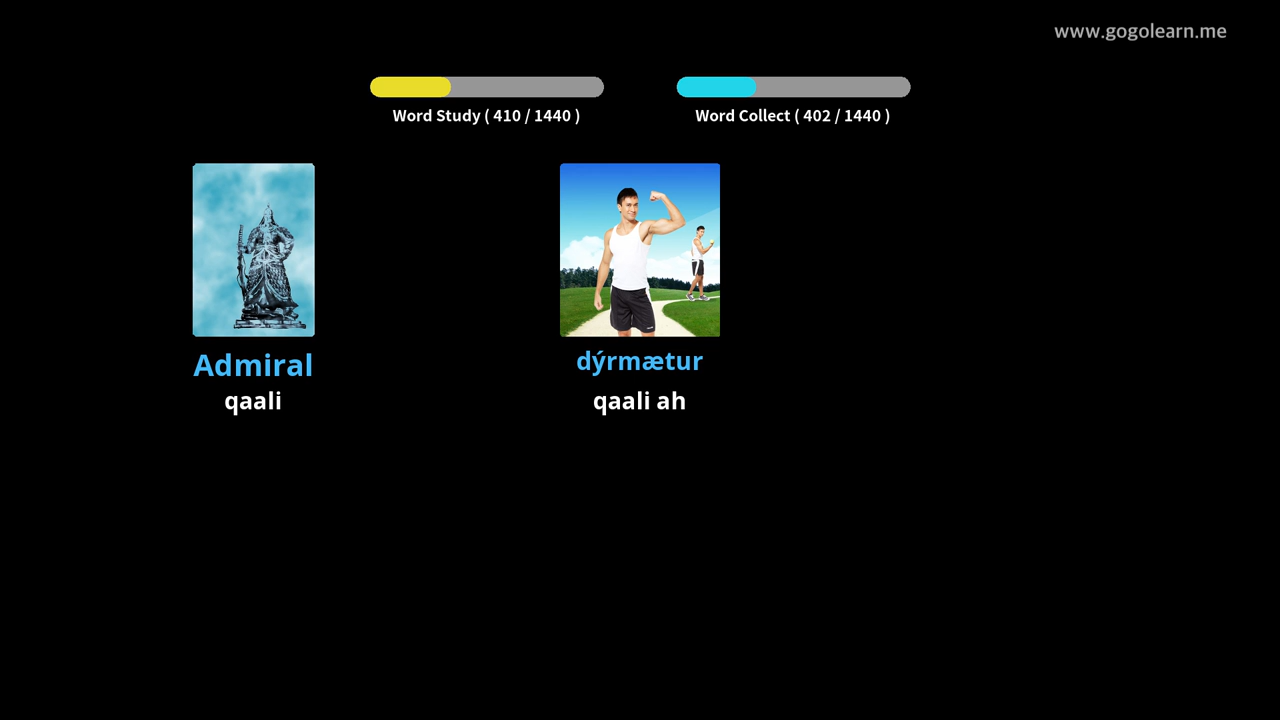 www.gogolearn.me
Word Study ( 410 / 1440 )
Word Collect ( 402 / 1440 )
Admiral
qaali
dýrmætur
qaali ah